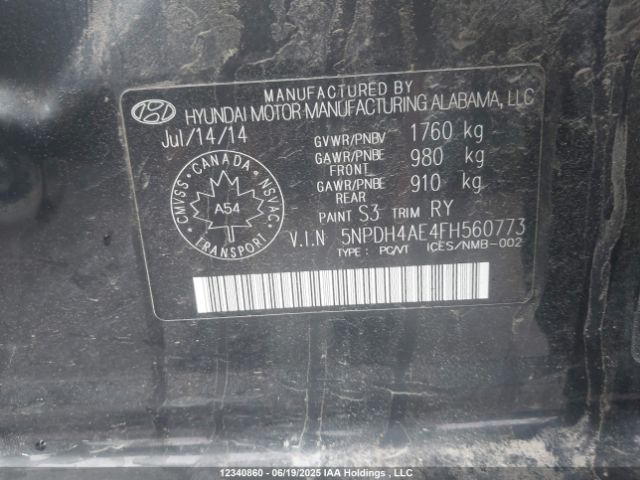 MANUFACTURED BY
HYUNDAI MOTOR MANUFACTURING ALABAMA, LLC
Jul/14/14
GVWR/PNBV 1760 kg
GAWR/PNBE FRONT 980 kg
GAWR/PNBE REAR 910 kg
CANADA
CMVSS
NSVAC
A54
TRANSPORT
PAINT S3 TRIM RY
V.I.N 5NPDH4AE4FH560773
TYPE : PC/VT ICES/NMB-002
12340860 - 06/19/2025 IAA Holdings , LLC